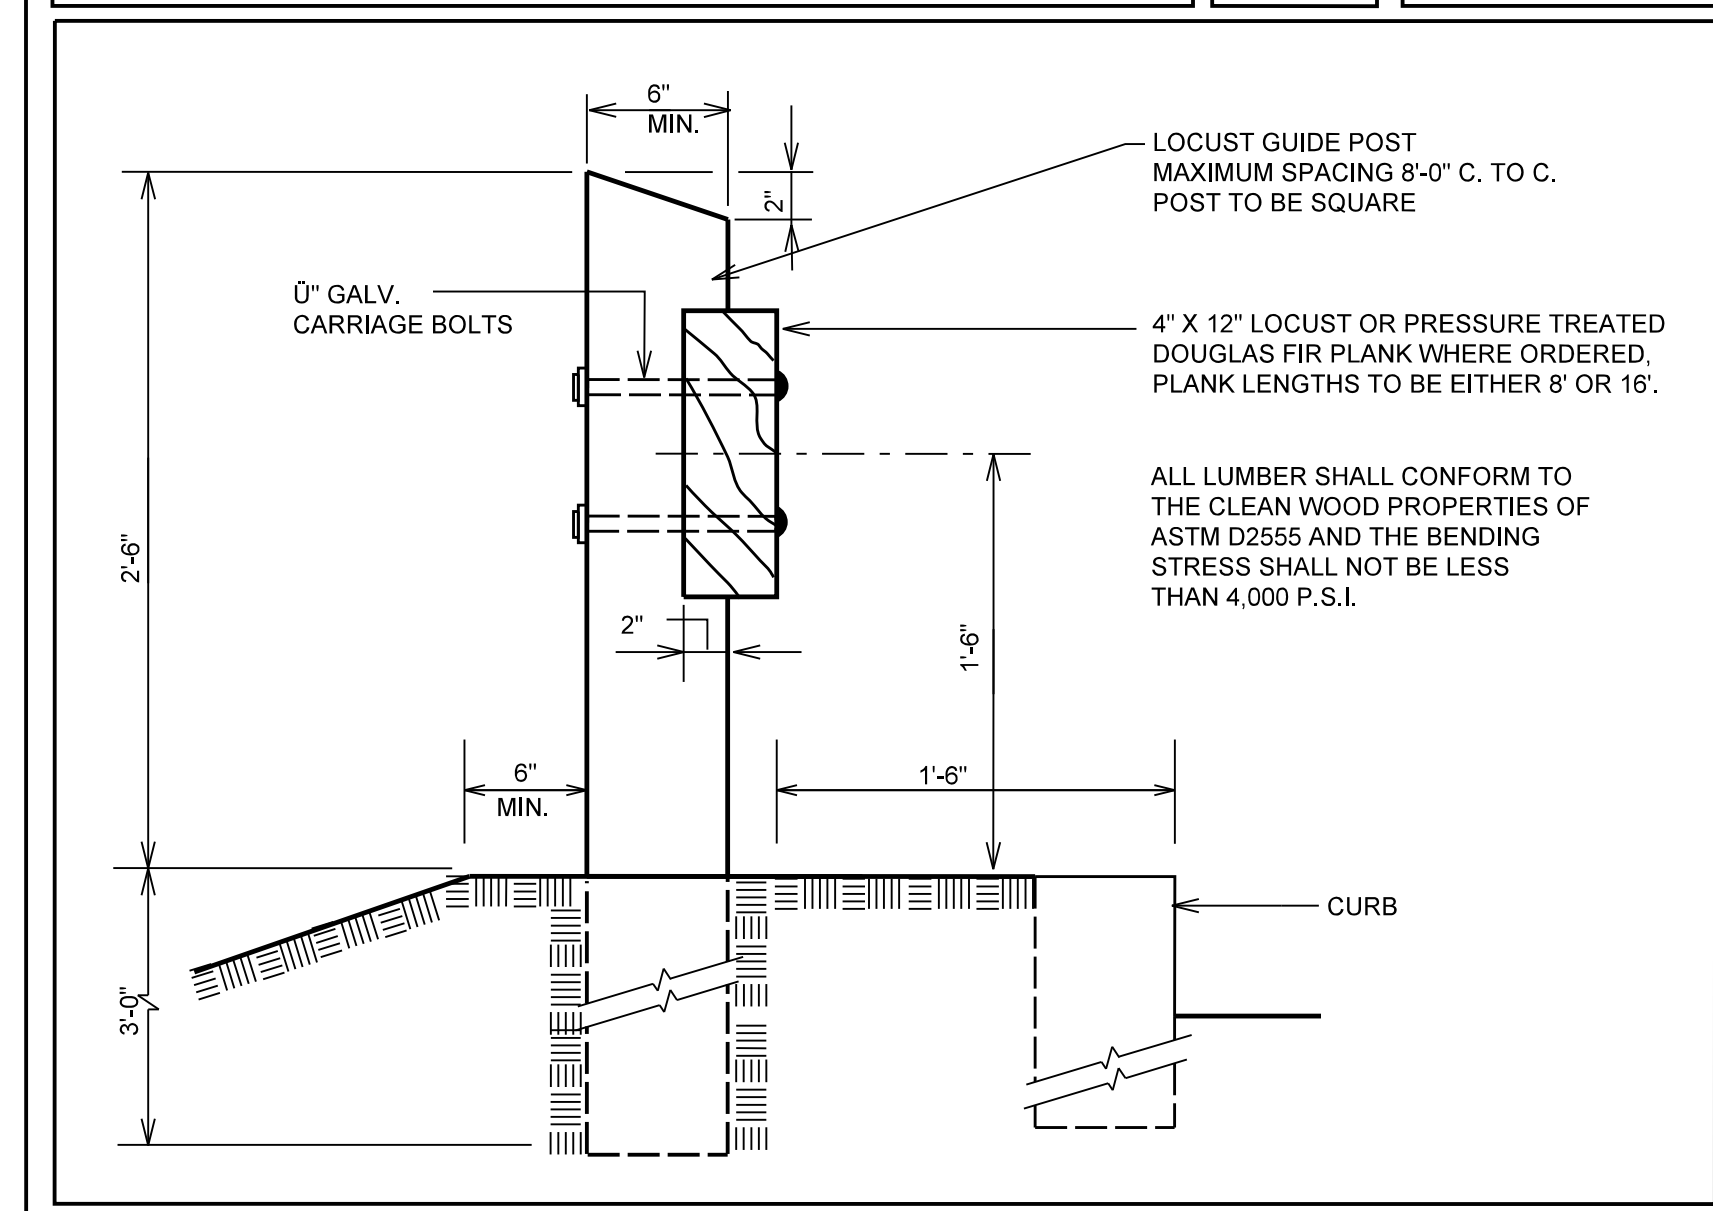 6"
MIN.
2"
LOCUST GUIDE POST
MAXIMUM SPACING 8'-0" C. TO C.
POST TO BE SQUARE
Ü" GALV.
CARRIAGE BOLTS
4" X 12" LOCUST OR PRESSURE TREATED
DOUGLAS FIR PLANK WHERE ORDERED,
PLANK LENGTHS TO BE EITHER 8' OR 16'.
ALL LUMBER SHALL CONFORM TO
THE CLEAN WOOD PROPERTIES OF
ASTM D2555 AND THE BENDING
STRESS SHALL NOT BE LESS
THAN 4,000 P.S.I.
2'-6"
2"
1'-6"
6"
MIN.
1'-6"
CURB
3'-0"